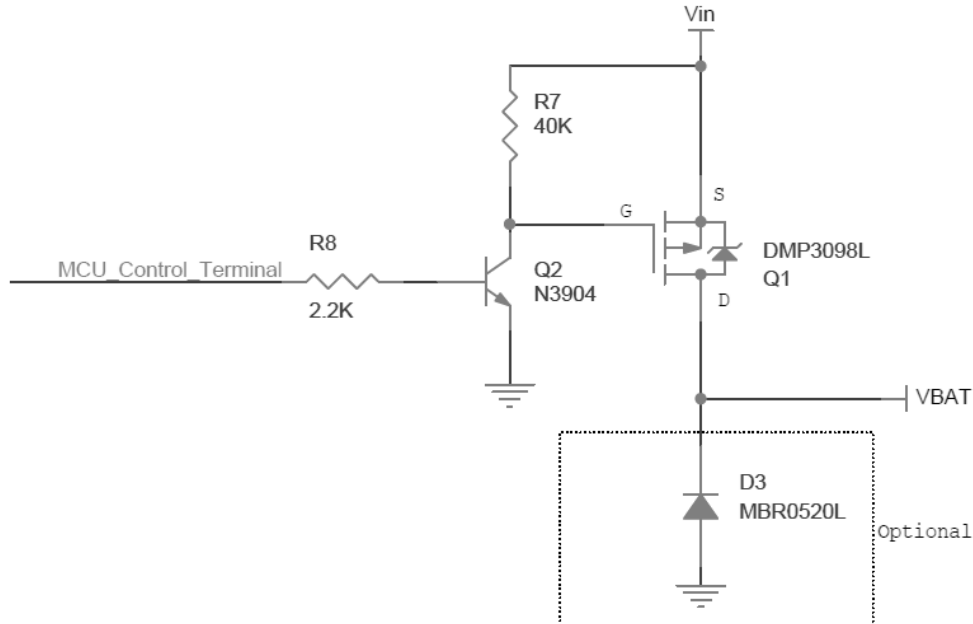 Vin
R7
40K
S
G
DMP3098L
Q1
R8
MCU_Control_Terminal
Q2
N3904
2.2K
D
VBAT
D3
MBR0520L
Optional